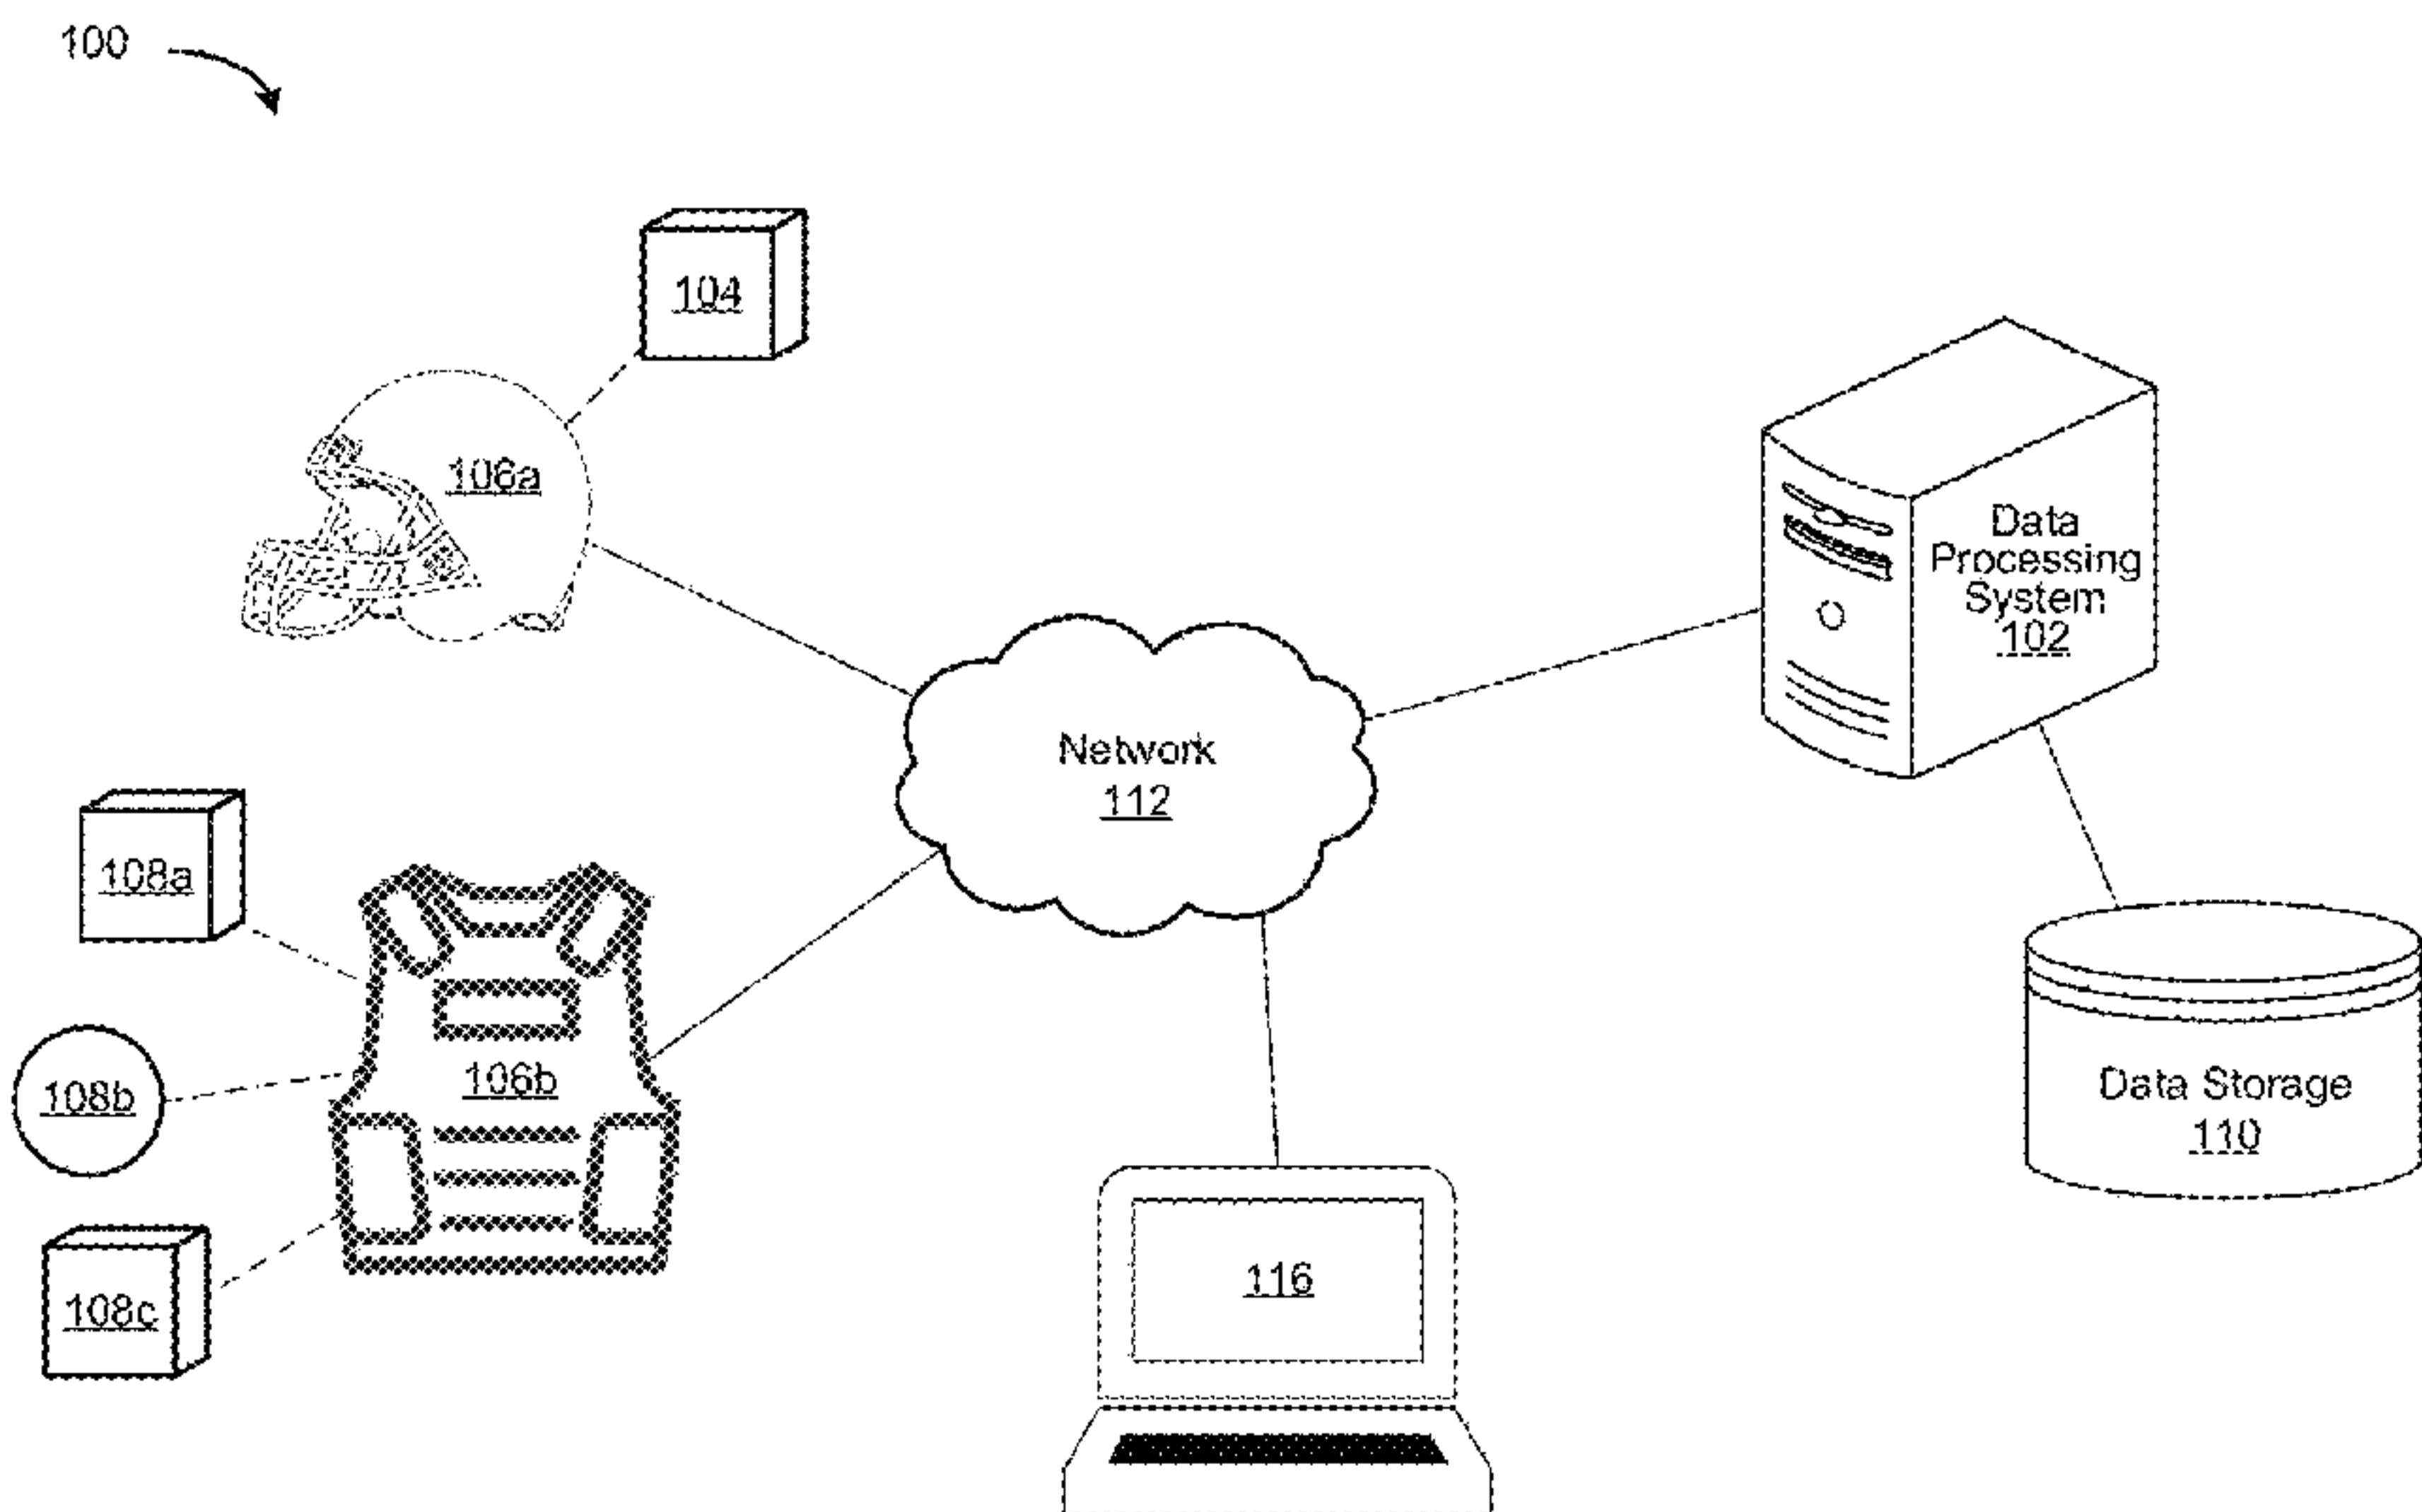 100
104
106a
Data
Processing
System
102
Network
112
108a
108b
106b
108c
Data Storage
110
116